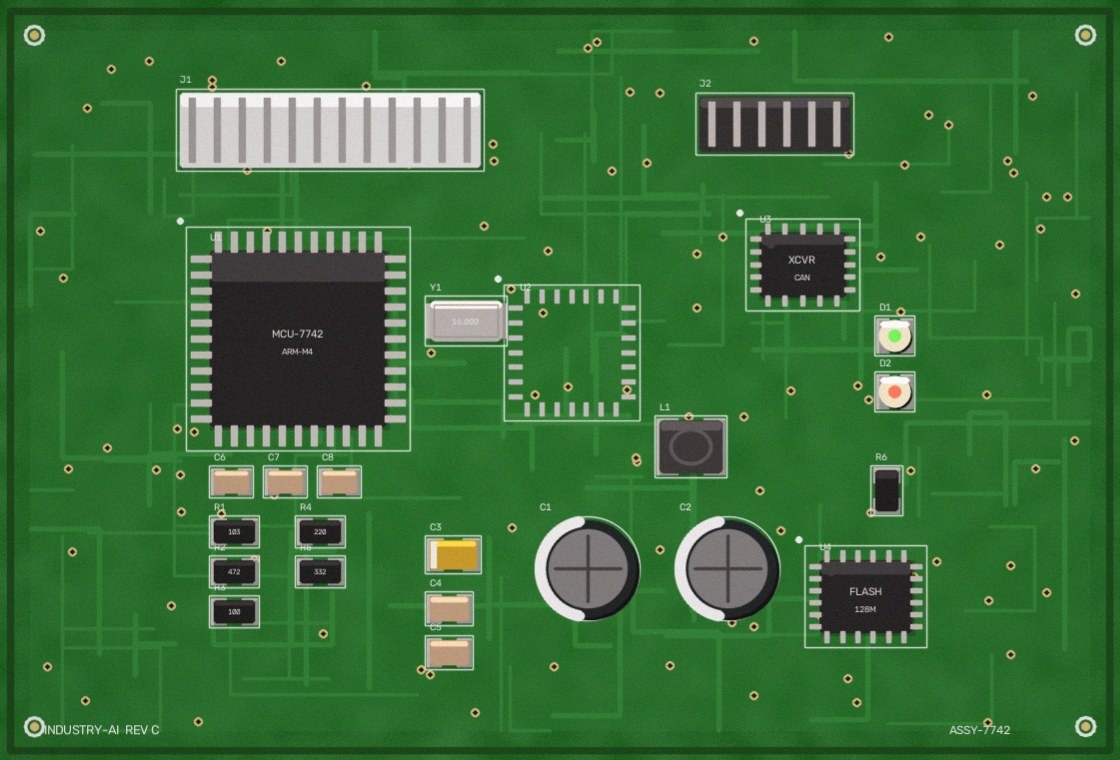 J1
J2
U1
U3
XCVR
CAN
Y1
16.000
U2
MCU-7742
ARM-M4
D1
D2
L1
C6
C7
C8
R6
R1
103
R4
220
C1
C2
C3
R2
472
R5
332
U4
FLASH
128M
C4
R3
100
C5
INDUSTRY-AI REV C
ASSY-7742